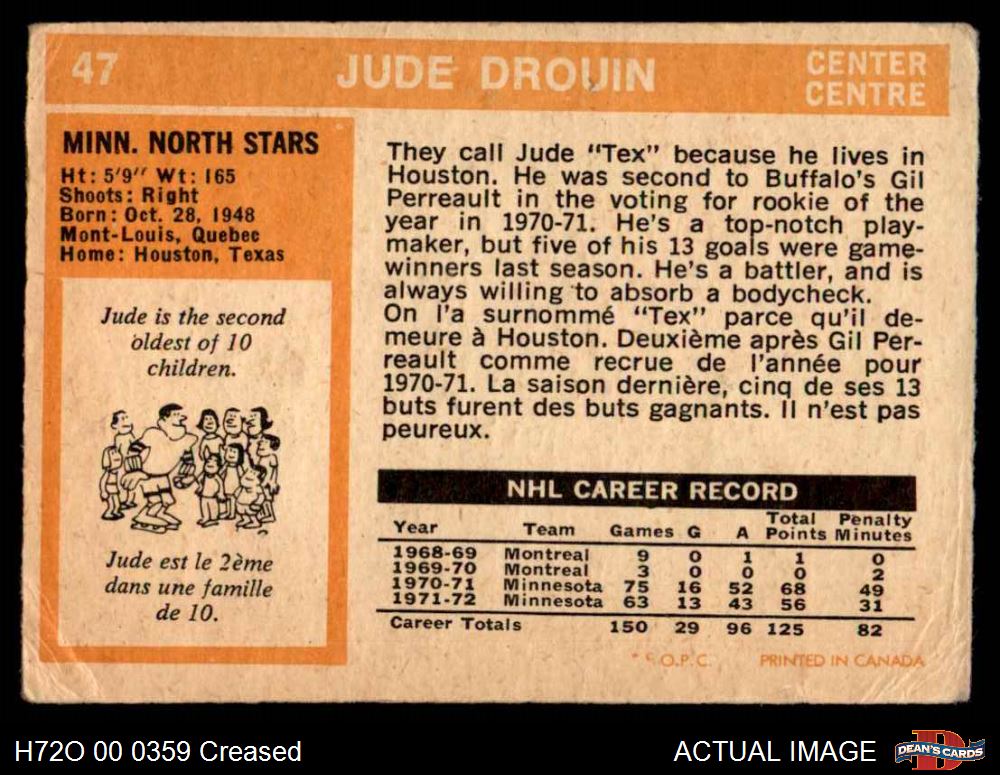 47
JUDE DROUIN
CENTER
CENTRE
MINN. NORTH STARS
Ht: 5'9" Wt: 165
Shoots: Right
Born: Oct. 28, 1948
Mont-Louis, Quebec
Home: Houston, Texas
Jude is the second
oldest of 10
children.
Jude est le 2ème
dans une famille
de 10.
They call Jude "Tex" because he lives in
Houston. He was second to Buffalo's Gil
Perreault in the voting for rookie of the
year in 1970-71. He's a top-notch play-
maker, but five of his 13 goals were game-
winners last season. He's a battler, and is
always willing to absorb a bodycheck.
On l'a surnommé "Tex" parce qu'il de-
meure à Houston. Deuxième après Gil Per-
reault comme recrue de l'année pour
1970-71. La saison dernière, cinq de ses 13
buts furent des buts gagnants. Il n'est pas
peureux.
NHL CAREER RECORD
Year Team Games G A Total Points Penalty Minutes
1968-69 Montreal 9 0 1 1 0
1969-70 Montreal 3 0 0 0 2
1970-71 Minnesota 75 16 52 68 49
1971-72 Minnesota 63 13 43 56 31
Career Totals 150 29 96 125 82
O.P.C. PRINTED IN CANADA
H72O 00 0359 Creased
ACTUAL IMAGE
DEAN'S CARDS